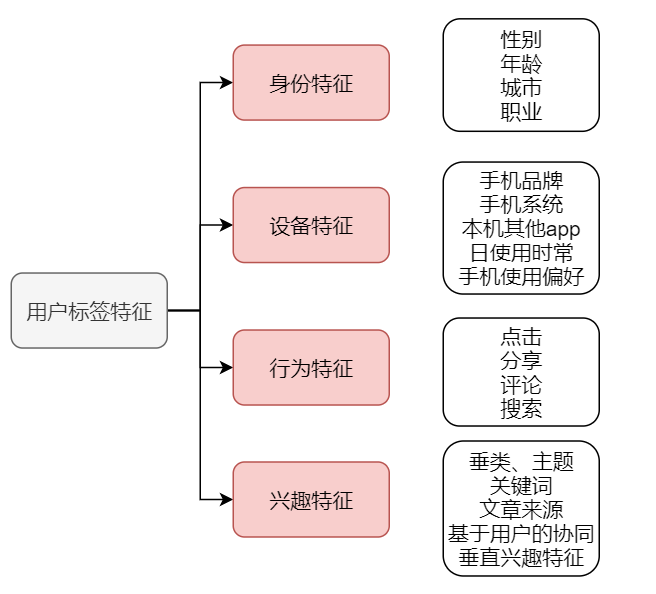 用户标签特征
身份特征
性别
年龄
城市
职业
设备特征
手机品牌
手机系统
本机其他app
日使用时常
手机使用偏好
行为特征
点击
分享
评论
搜索
兴趣特征
垂类、主题
关键词
文章来源
基于用户的协同
垂直兴趣特征